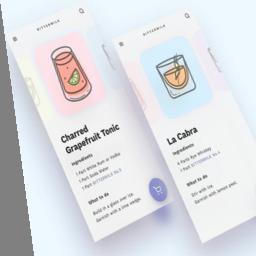 BITTERMILK
Charred
Grapefruit Tonic
Ingredients
1 Part White Rum or Vodka
1 Part Soda Water
1 Part BITTERMILK No.5
What to do
Build in a glass over ice.
Garnish with a lime wedge.
BITTERMILK
La Cabra
Ingredients
4 Parts Rye Whiskey
1 Part BITTERMILK No.5
What to do
Stir with ice.
Garnish with lemon peel.